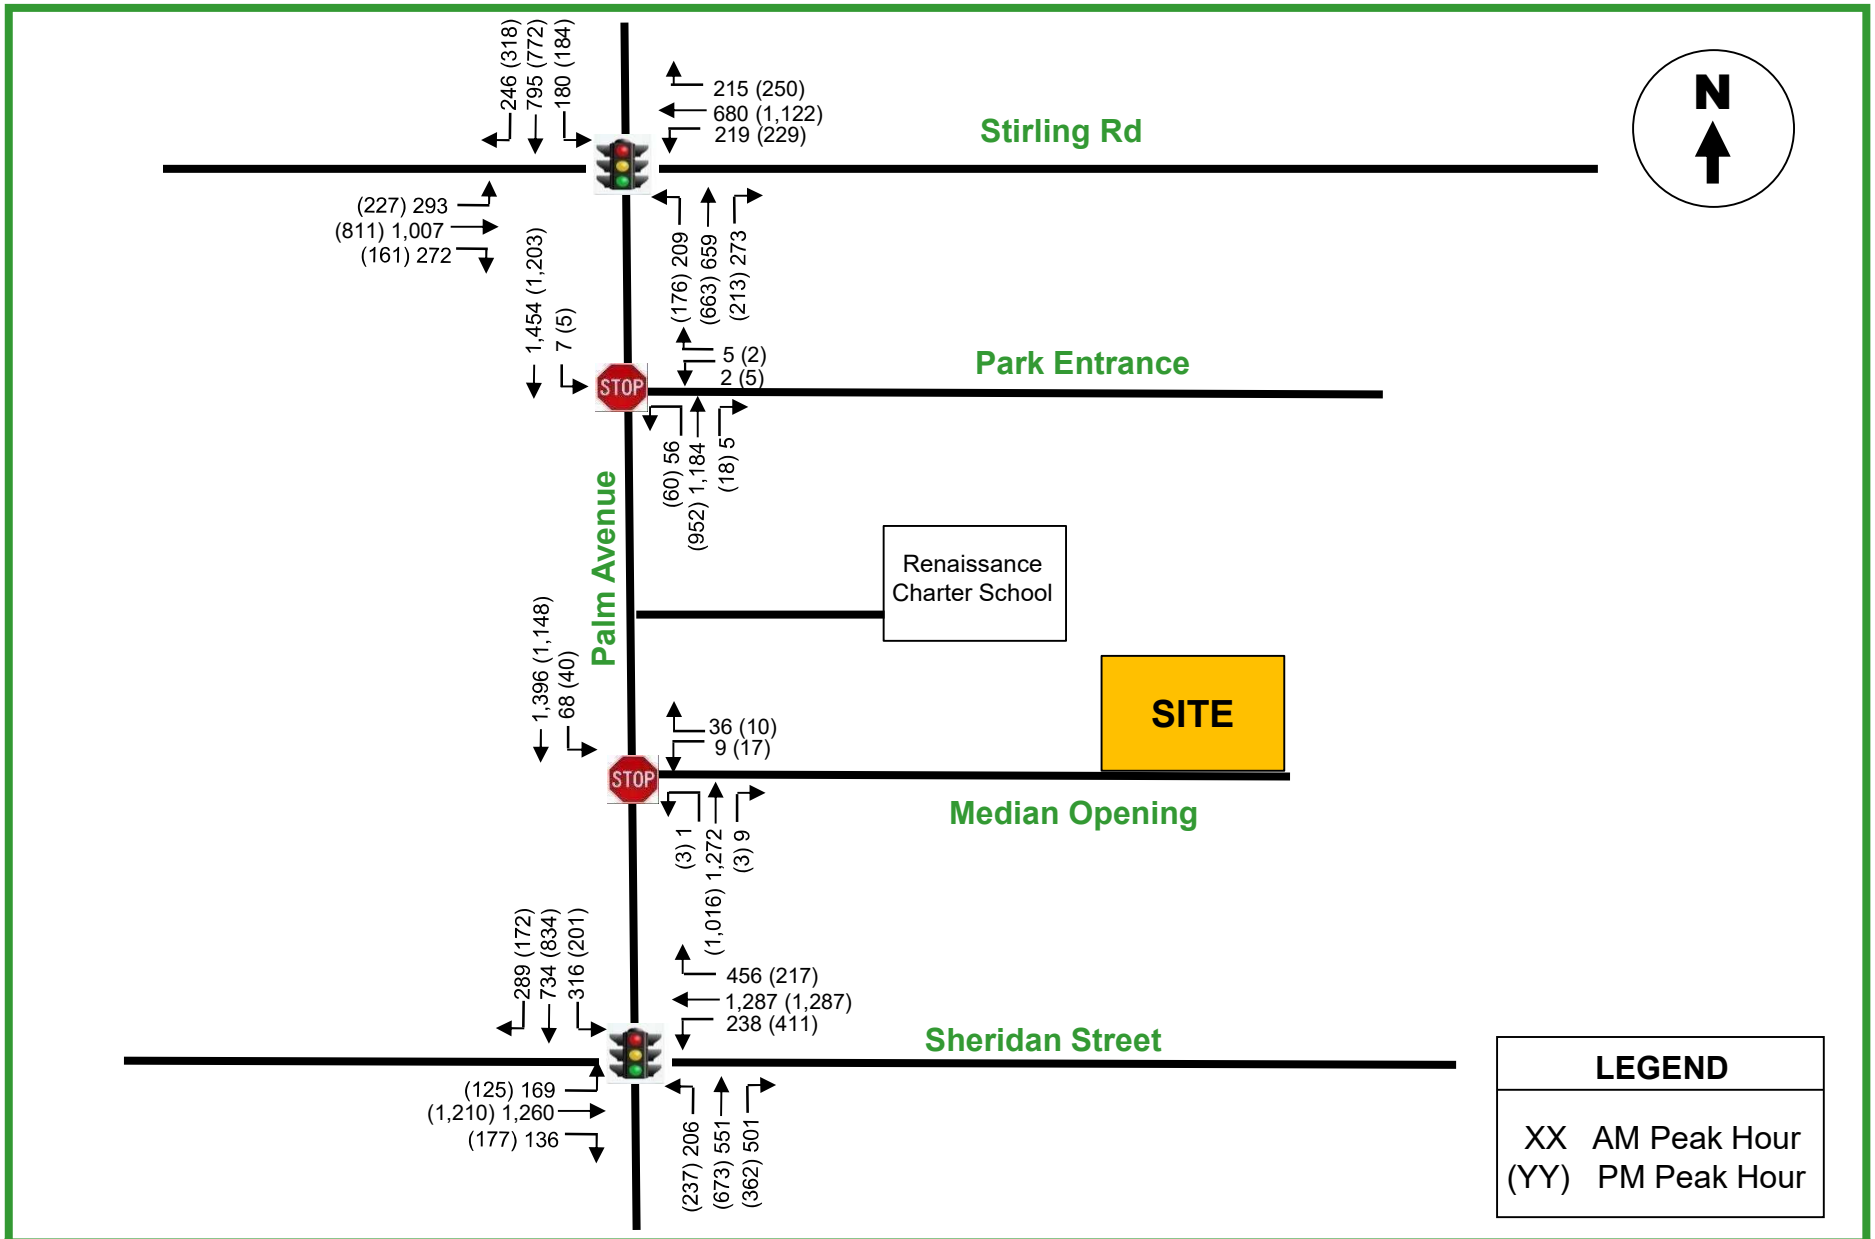 246 (318)
795 (772)
180 (184)
215 (250)
680 (1,122)
219 (229)
Stirling Rd
N
(227) 293
(811) 1,007
(161) 272
(176) 209
(663) 659
(213) 273
1,454 (1,203)
7 (5)
5 (2)
2 (5)
Park Entrance
STOP
(60) 56
(952) 1,184
(18) 5
Palm Avenue
Renaissance
Charter School
1,396 (1,148)
68 (40)
SITE
36 (10)
9 (17)
STOP
Median Opening
(3) 1
(1,016) 1,272
(3) 9
289 (172)
734 (834)
316 (201)
456 (217)
1,287 (1,287)
238 (411)
Sheridan Street
(125) 169
(1,210) 1,260
(177) 136
(237) 206
(673) 551
(362) 501
LEGEND
XX AM Peak Hour
(YY) PM Peak Hour